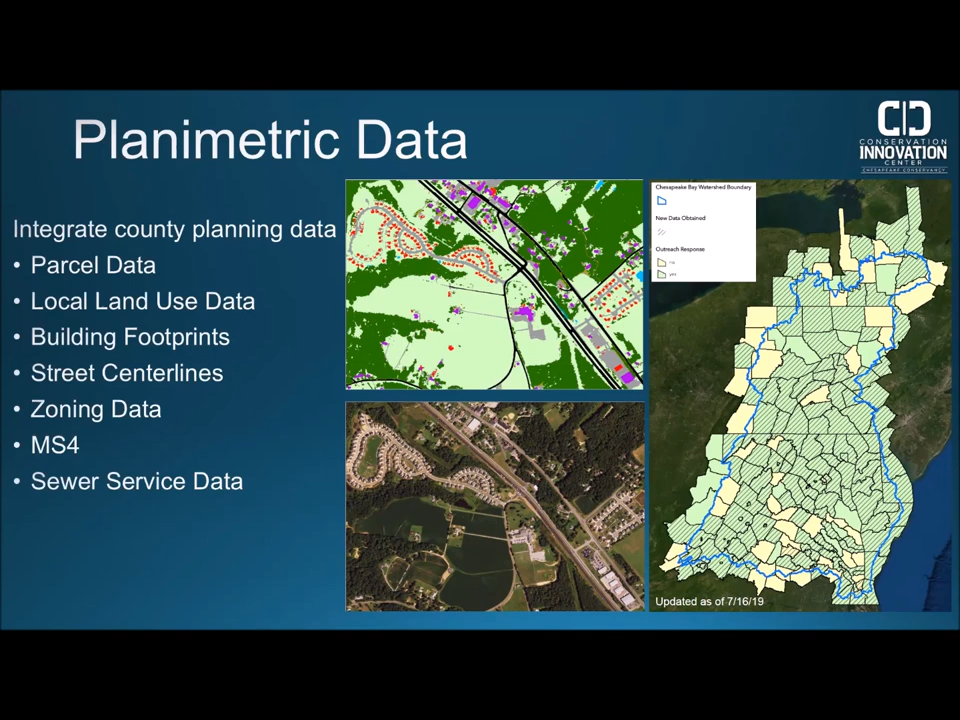 Planimetric Data
CONSERVATION
INNOVATION
CENTER
CHESAPEAKE CONSERVANCY
Integrate county planning data
• Parcel Data
• Local Land Use Data
• Building Footprints
• Street Centerlines
• Zoning Data
• MS4
• Sewer Service Data
Chesapeake Bay Watershed Boundary
New Data Obtained
Outreach Response
no
yes
Updated as of 7/16/19